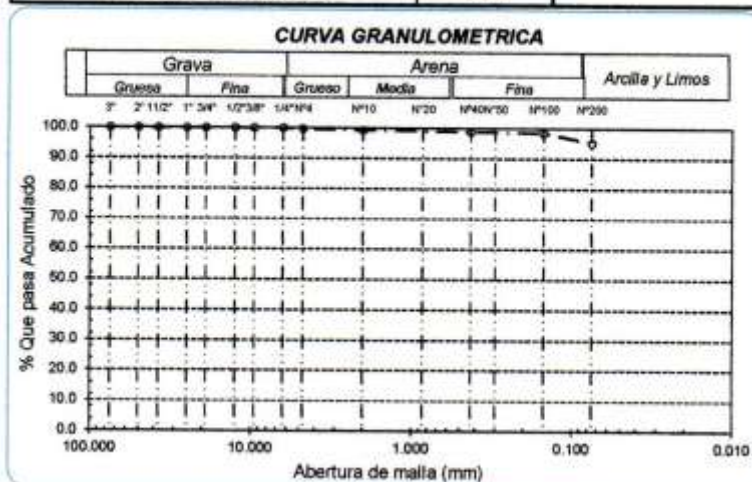 CURVA GRANULOMETRICA
Grava Arena Arcilla y Limos
Gruesa Fina Grueso Media Fina
3" 2" 11/2" 1" 3/4" 1/2" 3/8" 1/4" Nº4 Nº10 Nº20 Nº40 Nº50 Nº100 Nº200
% Que pasa Acumulado
100.0
90.0
80.0
70.0
60.0
50.0
40.0
30.0
20.0
10.0
0.0
100.000 10.000 1.000 0.100 0.010
Abertura de malla (mm)